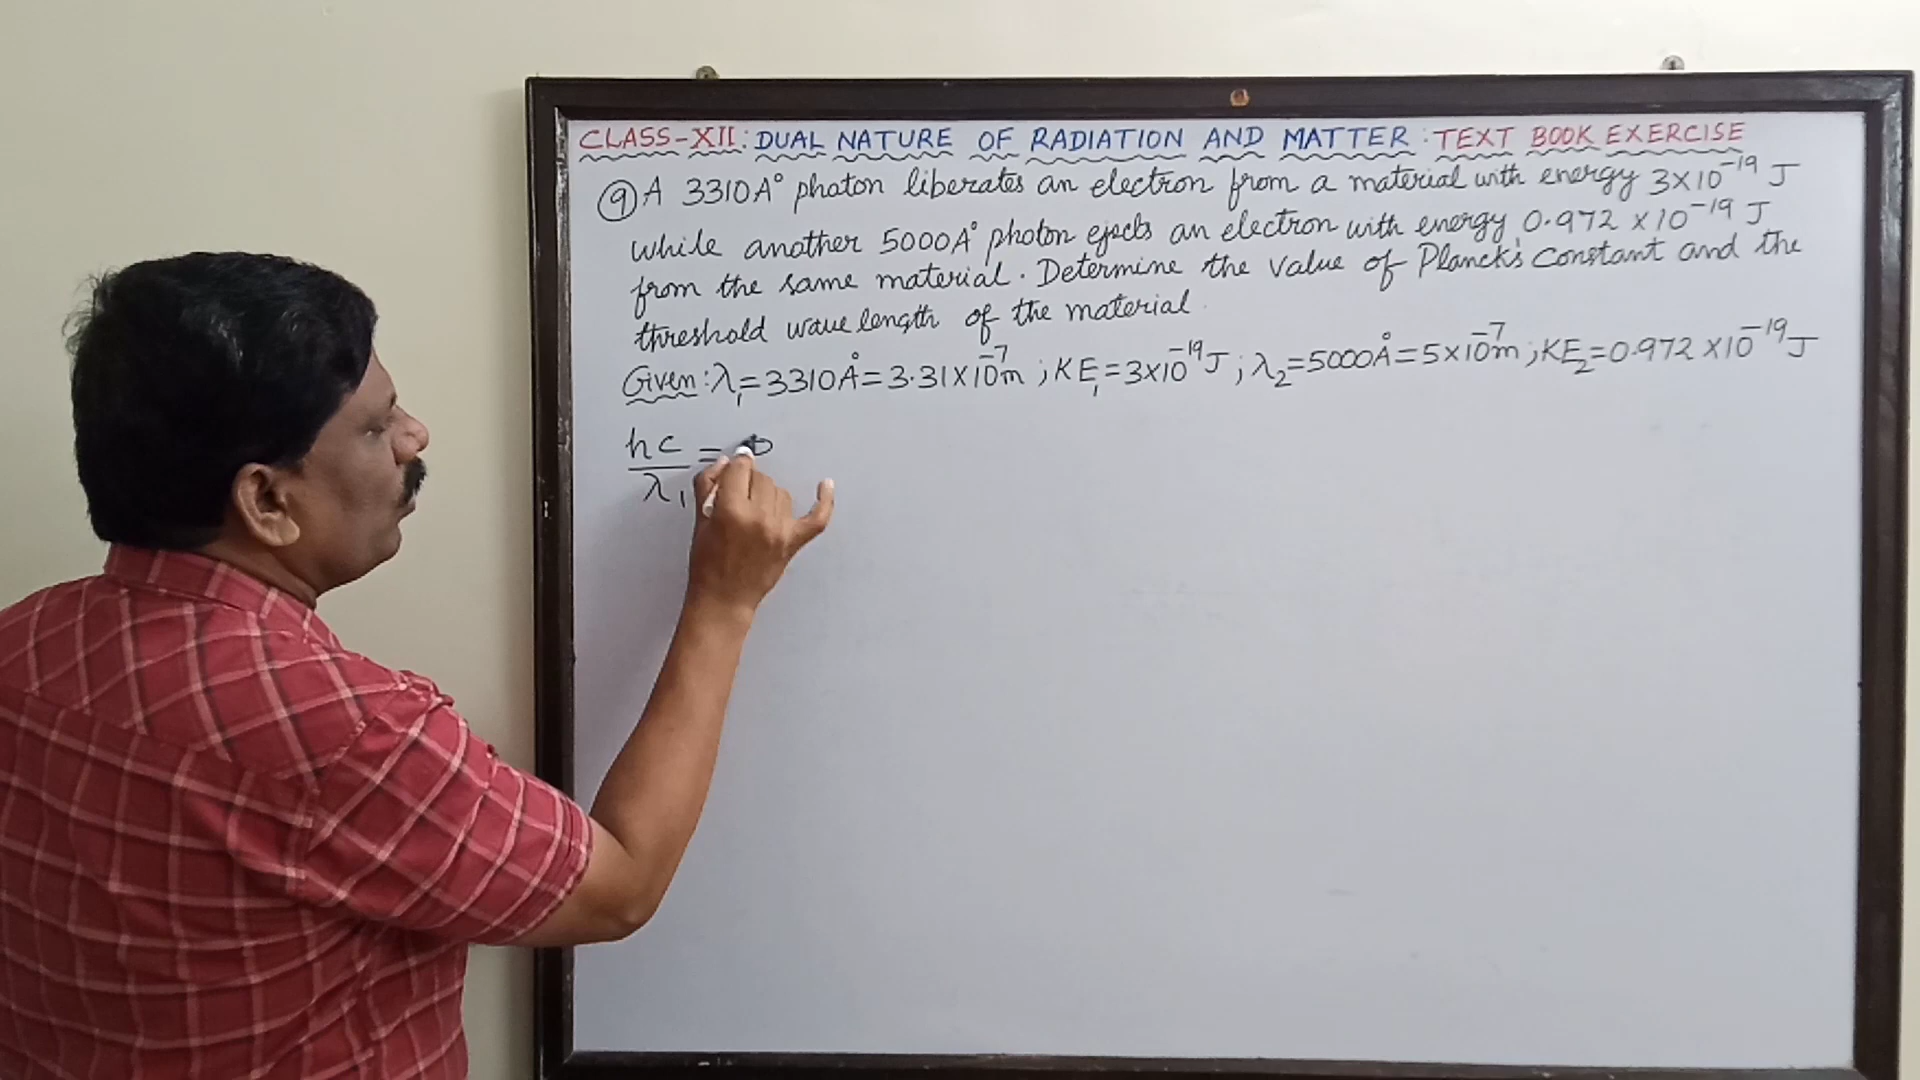 CLASS-XII: DUAL NATURE OF RADIATION AND MATTER: TEXT BOOK EXERCISE
⑨ A 3310A° photon liberates an electron from a material with energy 3×10⁻¹⁹ J
while another 5000A° photon ejects an electron with energy 0.972 × 10⁻¹⁹ J
from the same material. Determine the value of Planck's Constant and the
threshold wave length of the material.
Given: λ₁ = 3310Å = 3.31×10⁻⁷m ; KE₁ = 3×10⁻¹⁹J ; λ₂ = 5000Å = 5×10⁻⁷m ; KE₂ = 0.972 ×10⁻¹⁹J
hc/λ₁ =